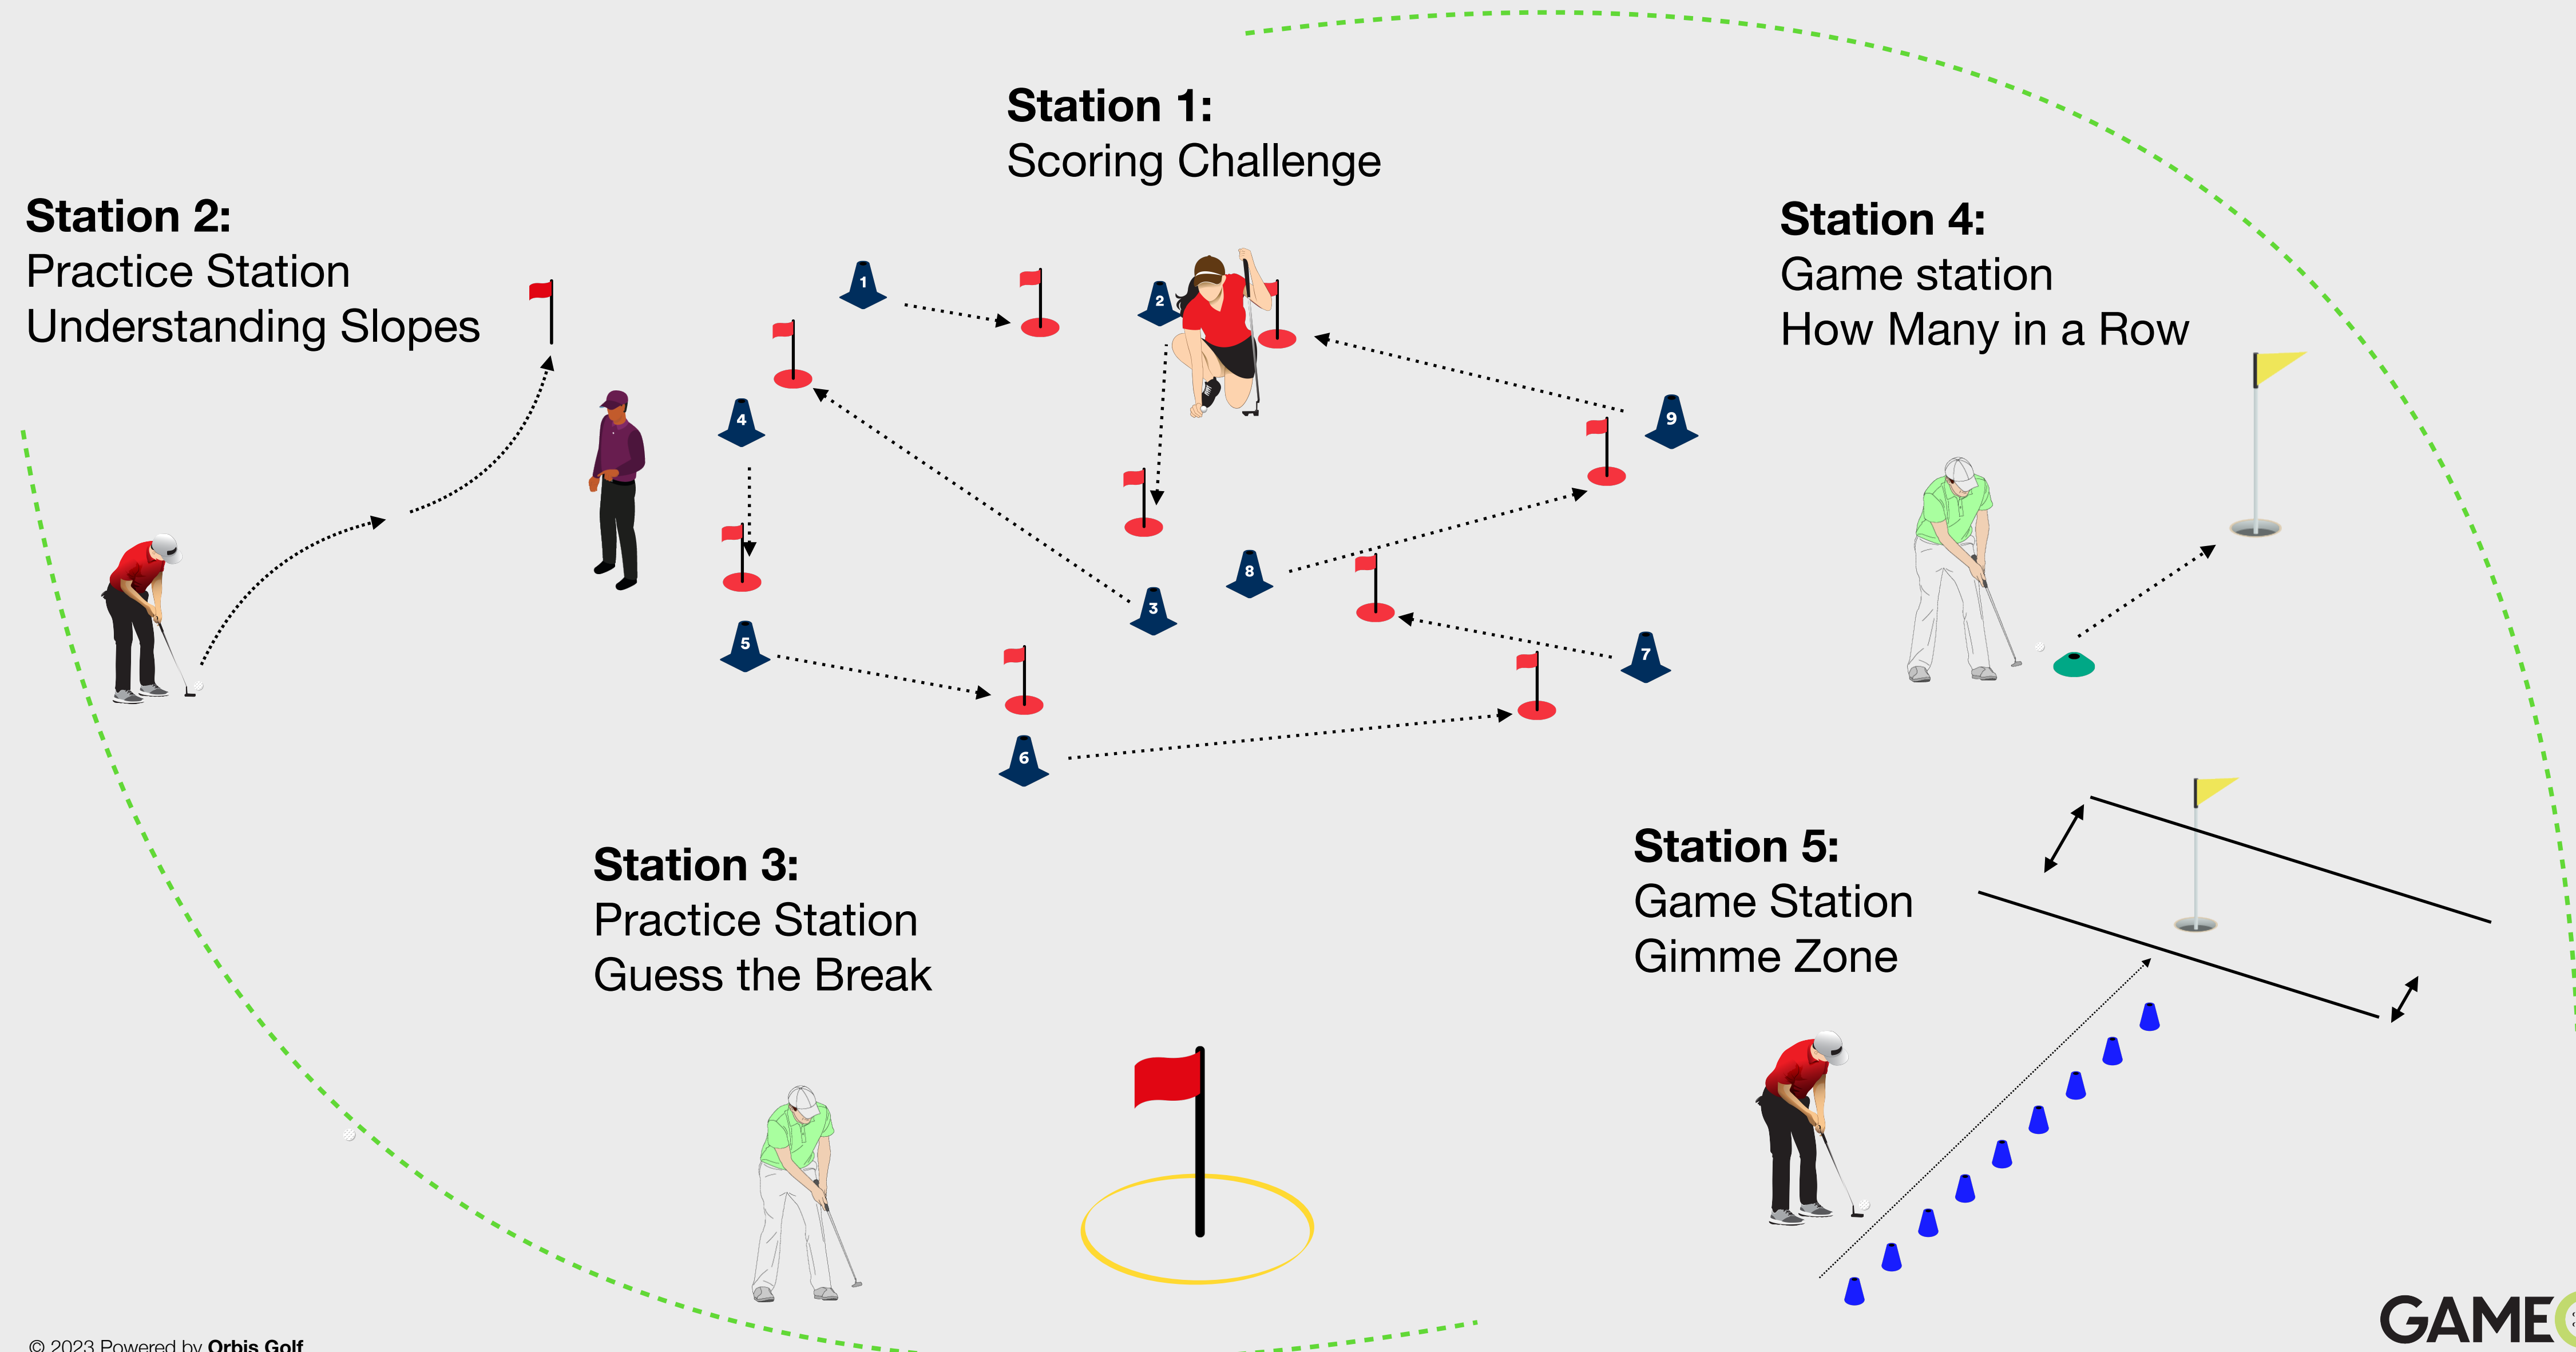 Station 1:
Scoring Challenge
Station 2:
Practice Station
Understanding Slopes
Station 4:
Game station
How Many in a Row
1
2
4
9
8
3
5
7
6
Station 3:
Practice Station
Guess the Break
Station 5:
Game Station
Gimme Zone
© 2023 Powered by Orbis Golf
GAME